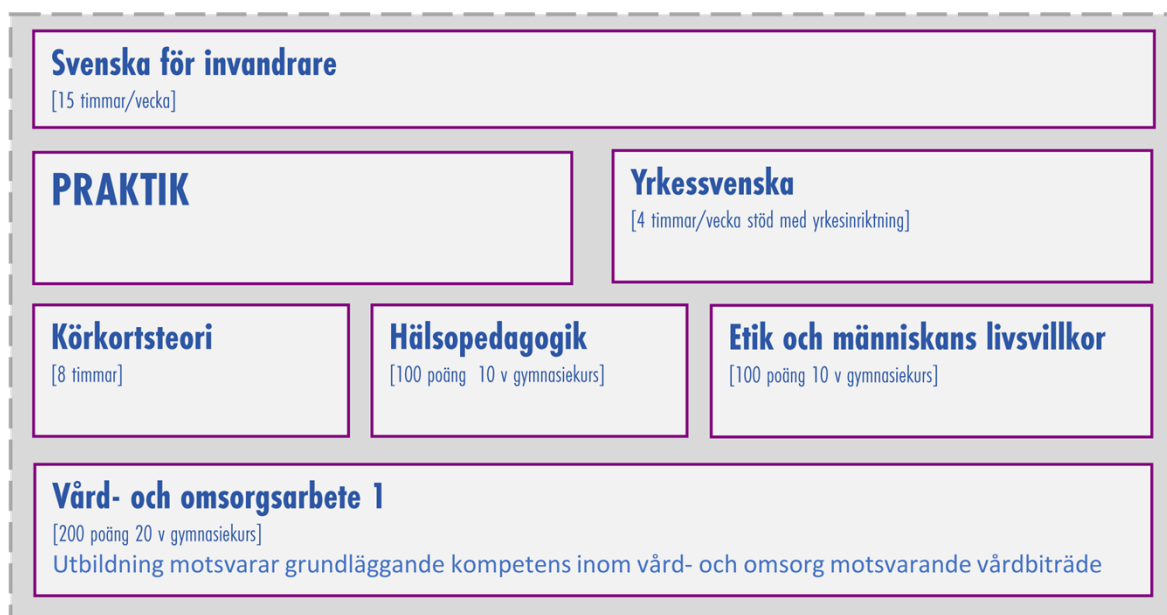 Svenska för invandrare
[15 timmar/vecka]
PRAKTIK
Yrkessvenska
[4 timmar/vecka stöd med yrkesinriktning]
Körkortsteori
[8 timmar]
Hälsopedagogik
[100 poäng  10 v gymnasiekurs]
Etik och människans livsvillkor
[100 poäng 10 v gymnasiekurs]
Vård- och omsorgsarbete 1
[200 poäng 20 v gymnasiekurs]
Utbildning motsvarar grundläggande kompetens inom vård- och omsorg motsvarande vårdbiträde